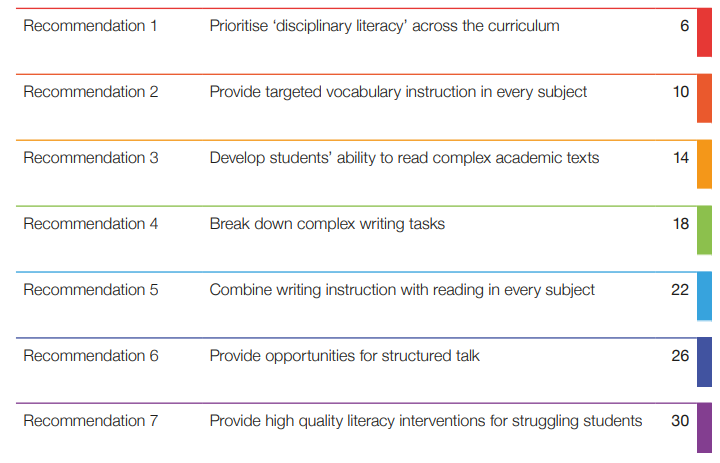 Recommendation 1 Prioritise ‘disciplinary literacy’ across the curriculum 6
Recommendation 2 Provide targeted vocabulary instruction in every subject 10
Recommendation 3 Develop students’ ability to read complex academic texts 14
Recommendation 4 Break down complex writing tasks 18
Recommendation 5 Combine writing instruction with reading in every subject 22
Recommendation 6 Provide opportunities for structured talk 26
Recommendation 7 Provide high quality literacy interventions for struggling students 30